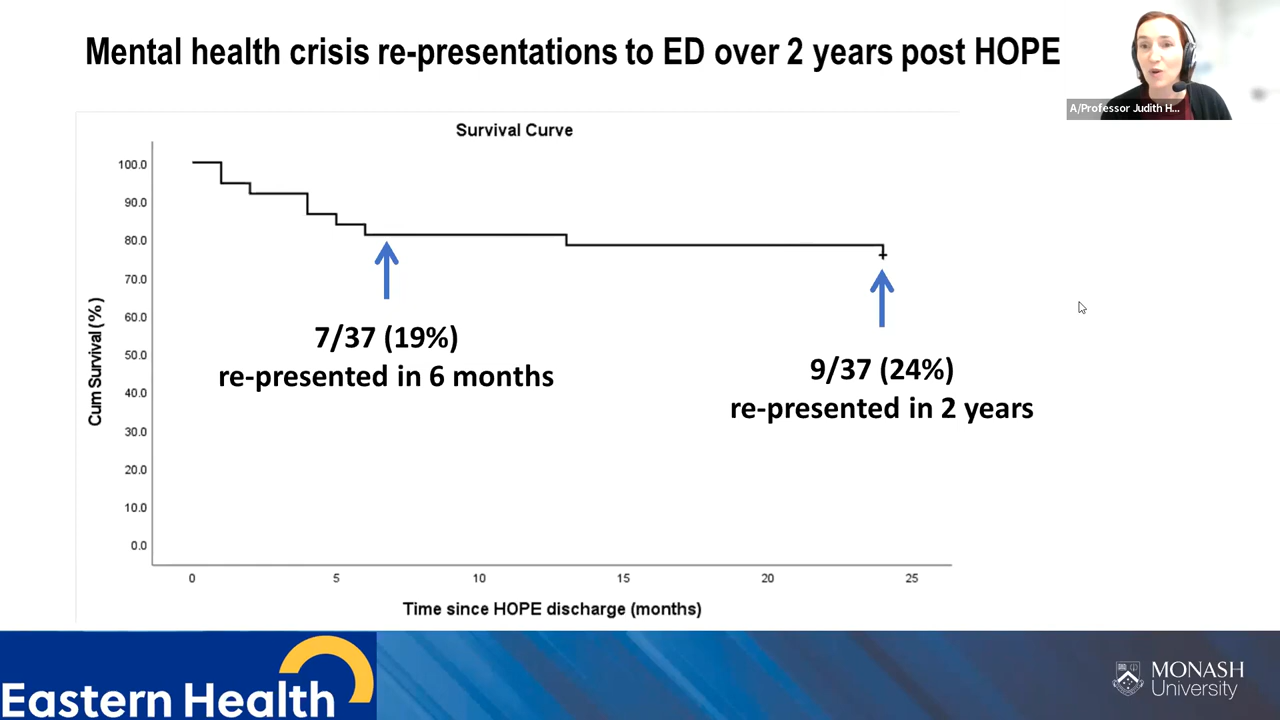 Mental health crisis re-presentations to ED over 2 years post HOPE
A/Professor Judith H...
Survival Curve
Cum Survival (%)
100.0
90.0
80.0
70.0
60.0
50.0
40.0
30.0
20.0
10.0
0.0
7/37 (19%)
re-presented in 6 months
9/37 (24%)
re-presented in 2 years
0 5 10 15 20 25
Time since HOPE discharge (months)
Eastern Health
MONASH
University